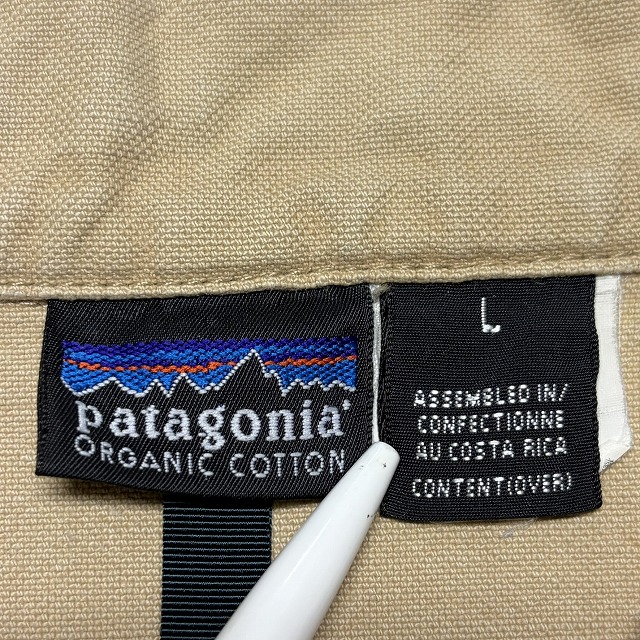 patagonia
ORGANIC COTTON
L
ASSEMBLED IN/
CONFECTIONNE
AU COSTA RICA
CONTENT(OVER)